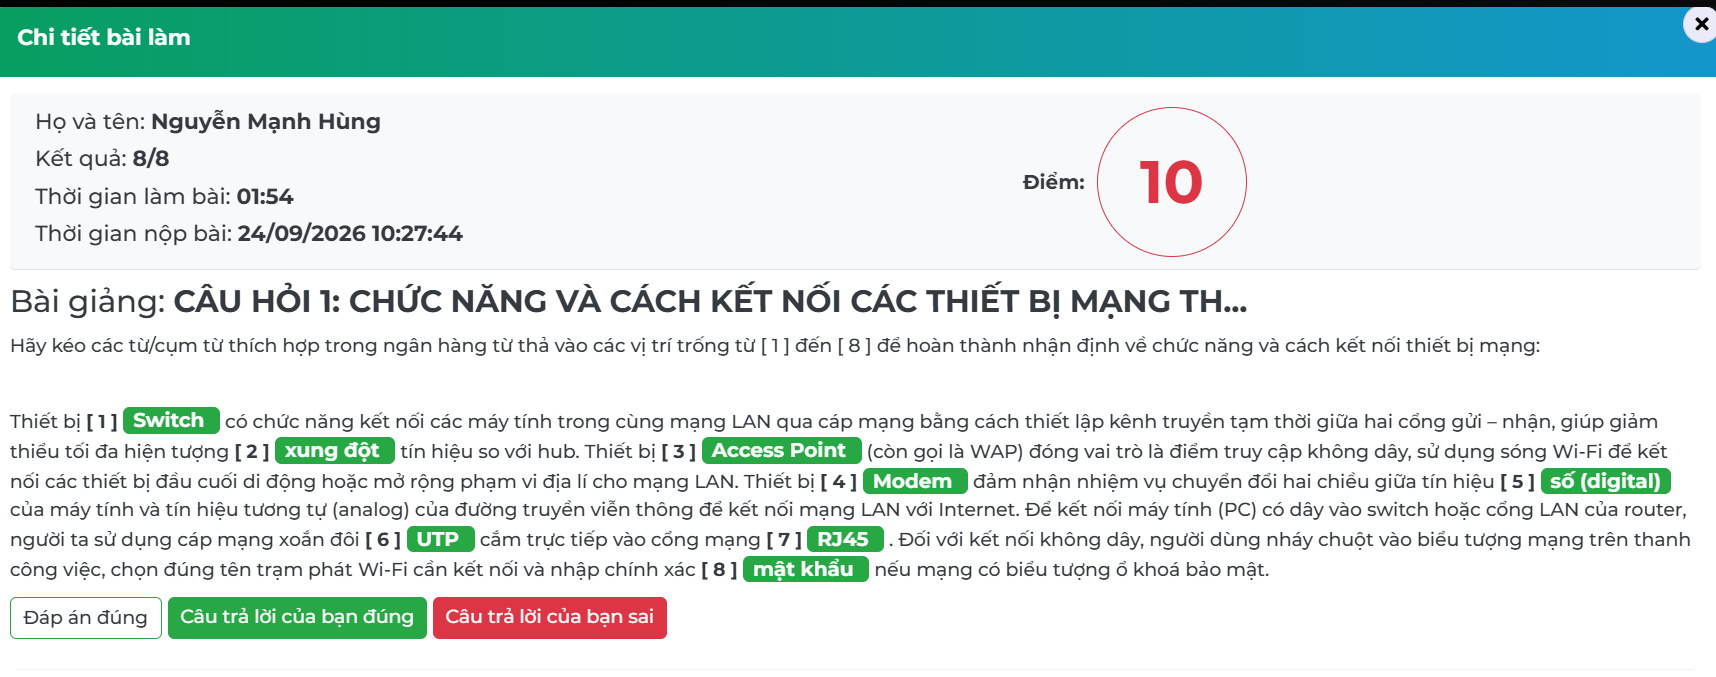 Chi tiết bài làm
Họ và tên: Nguyễn Mạnh Hùng
Kết quả: 8/8
Thời gian làm bài: 01:54
Thời gian nộp bài: 24/09/2026 10:27:44
Điểm:
10
Bài giảng: CÂU HỎI 1: CHỨC NĂNG VÀ CÁCH KẾT NỐI CÁC THIẾT BỊ MẠNG TH...
Hãy kéo các từ/cụm từ thích hợp trong ngân hàng từ thả vào các vị trí trống từ [ 1 ] đến [ 8 ] để hoàn thành nhận định về chức năng và cách kết nối thiết bị mạng:
Thiết bị [ 1 ] Switch có chức năng kết nối các máy tính trong cùng mạng LAN qua cáp mạng bằng cách thiết lập kênh truyền tạm thời giữa hai cổng gửi – nhận, giúp giảm
thiểu tối đa hiện tượng [ 2 ] xung đột tín hiệu so với hub. Thiết bị [ 3 ] Access Point (còn gọi là WAP) đóng vai trò là điểm truy cập không dây, sử dụng sóng Wi-Fi để kết
nối các thiết bị đầu cuối di động hoặc mở rộng phạm vi địa lí cho mạng LAN. Thiết bị [ 4 ] Modem đảm nhận nhiệm vụ chuyển đổi hai chiều giữa tín hiệu [ 5 ] số (digital)
của máy tính và tín hiệu tương tự (analog) của đường truyền viễn thông để kết nối mạng LAN với Internet. Để kết nối máy tính (PC) có dây vào switch hoặc cổng LAN của router,
người ta sử dụng cáp mạng xoắn đôi [ 6 ] UTP cắm trực tiếp vào cổng mạng [ 7 ] RJ45 . Đối với kết nối không dây, người dùng nháy chuột vào biểu tượng mạng trên thanh
công việc, chọn đúng tên trạm phát Wi-Fi cần kết nối và nhập chính xác [ 8 ] mật khẩu nếu mạng có biểu tượng ổ khoá bảo mật.
Đáp án đúng
Câu trả lời của bạn đúng
Câu trả lời của bạn sai